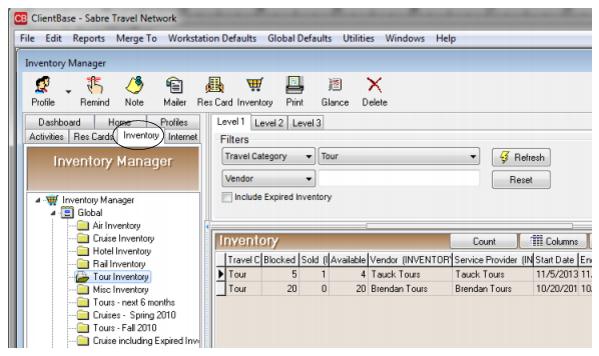 CB ClientBase - Sabre Travel Network
File Edit Reports Merge To Workstation Defaults Global Defaults Utilities Windows Help
Inventory Manager
Profile Remind Note Mailer Res Card Inventory Print Glance Delete
Dashboard Home Profiles
Activities Res Cards Inventory Internet
Inventory Manager
Inventory Manager
Global
Air Inventory
Cruise Inventory
Hotel Inventory
Rail Inventory
Tour Inventory
Misc Inventory
Tours - next 6 months
Cruises - Spring 2010
Tours - Fall 2010
Cruise including Expired Inv
Level 1 Level 2 Level 3
Filters
Travel Category Tour Refresh
Vendor Reset
Include Expired Inventory
Inventory Count Columns
Travel C Blocked Sold (I Available Vendor (INVENTOR Service Provider (IN Start Date En
Tour 5 1 4 Tauck Tours Tauck Tours 11/5/2013 11.
Tour 20 0 20 Brendan Tours Brendan Tours 10/20/201 10.